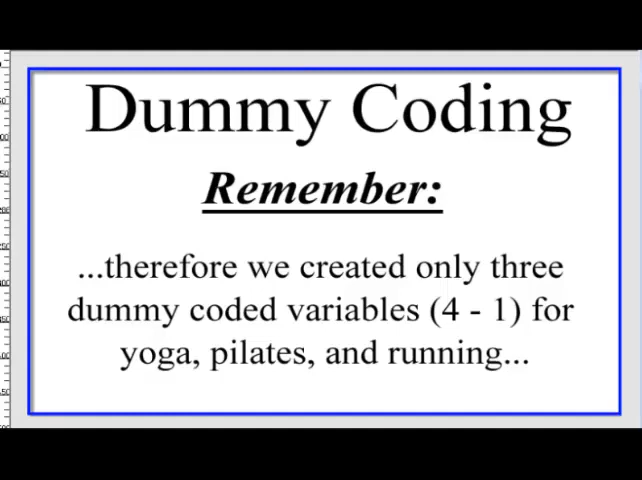 Dummy Coding
Remember:
...therefore we created only three
dummy coded variables (4 - 1) for
yoga, pilates, and running...